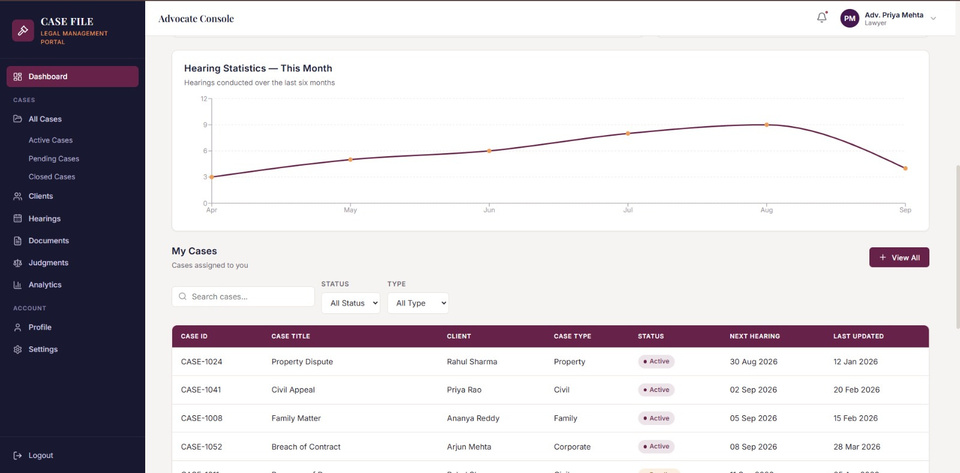 CASE FILE
LEGAL MANAGEMENT
PORTAL
Dashboard
CASES
All Cases
Active Cases
Pending Cases
Closed Cases
Clients
Hearings
Documents
Judgments
Analytics
ACCOUNT
Profile
Settings
Logout
Advocate Console
PM
Adv. Priya Mehta
Lawyer
Hearing Statistics — This Month
Hearings conducted over the last six months
12
9
6
3
0
Apr May Jun Jul Aug Sep
My Cases
Cases assigned to you
+ View All
STATUS TYPE
Search cases... All Status All Type
CASE ID CASE TITLE CLIENT CASE TYPE STATUS NEXT HEARING LAST UPDATED
CASE-1024 Property Dispute Rahul Sharma Property Active 30 Aug 2026 12 Jan 2026
CASE-1041 Civil Appeal Priya Rao Civil Active 02 Sep 2026 20 Feb 2026
CASE-1008 Family Matter Ananya Reddy Family Active 05 Sep 2026 15 Feb 2026
CASE-1052 Breach of Contract Arjun Mehta Corporate Active 08 Sep 2026 28 Mar 2026